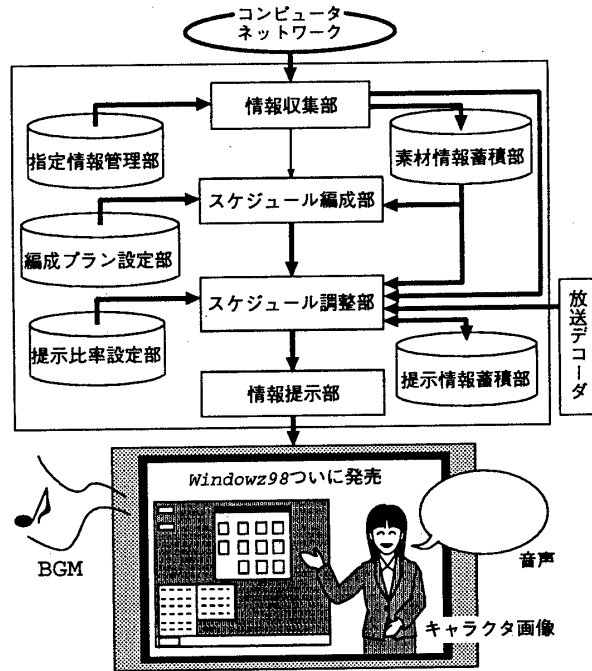 コンピュータ
ネットワーク
情報収集部
指定情報管理部
素材情報蓄積部
スケジュール編成部
編成プラン設定部
スケジュール調整部
放送デコーダ
提示比率設定部
提示情報蓄積部
情報提示部
Windowz98ついに発売
BGM
音声
キャラクタ画像